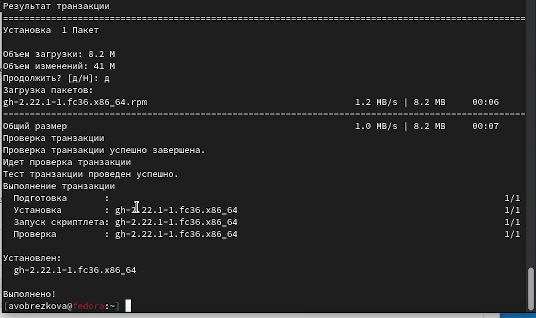 Результат транзакции
================================================================================
Установка  1 Пакет

Объем загрузки: 8.2 M
Объем изменений: 41 M
Продолжить? [д/Н]: д
Загрузка пакетов:
gh-2.22.1-1.fc36.x86_64.rpm 1.2 MB/s | 8.2 MB 00:06
--------------------------------------------------------------------------------
Общий размер 1.0 MB/s | 8.2 MB 00:07
Проверка транзакции
Проверка транзакции успешно завершена.
Идет проверка транзакции
Тест транзакции проведен успешно.
Выполнение транзакции
Подготовка : 1/1
Установка : gh-2.22.1-1.fc36.x86_64 1/1
Запуск скриптлета: gh-2.22.1-1.fc36.x86_64 1/1
Проверка : gh-2.22.1-1.fc36.x86_64 1/1

Установлен:
gh-2.22.1-1.fc36.x86_64

Выполнено!
[avobrezkova@fedora:~]